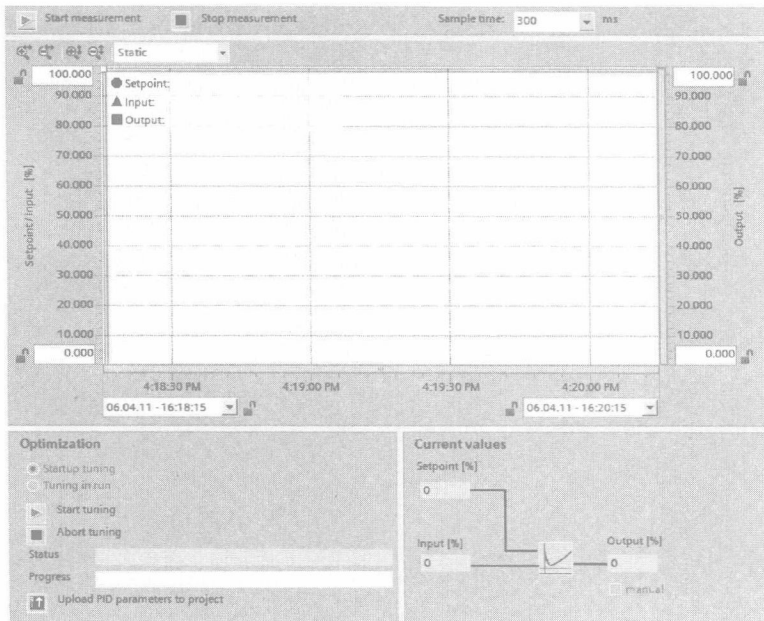 Start measurement Stop measurement Sample time: 300 ms
Static
100.000 100.000
Setpoint:
Input:
Output:
90.000 90.000
80.000 80.000
70.000 70.000
60.000 60.000
50.000 50.000
40.000 40.000
30.000 30.000
20.000 20.000
10.000 10.000
0.000 0.000
Setpoint/Input [%]
Output [%]
4:18:30 PM 4:19:00 PM 4:19:30 PM 4:20:00 PM
06.04.11 - 16:18:15 06.04.11 - 16:20:15
Optimization
Startup tuning
Tuning in run
Start tuning
Abort tuning
Status
Progress
Upload PID parameters to project
Current values
Setpoint [%]
0
Input [%] Output [%]
0 0
manual